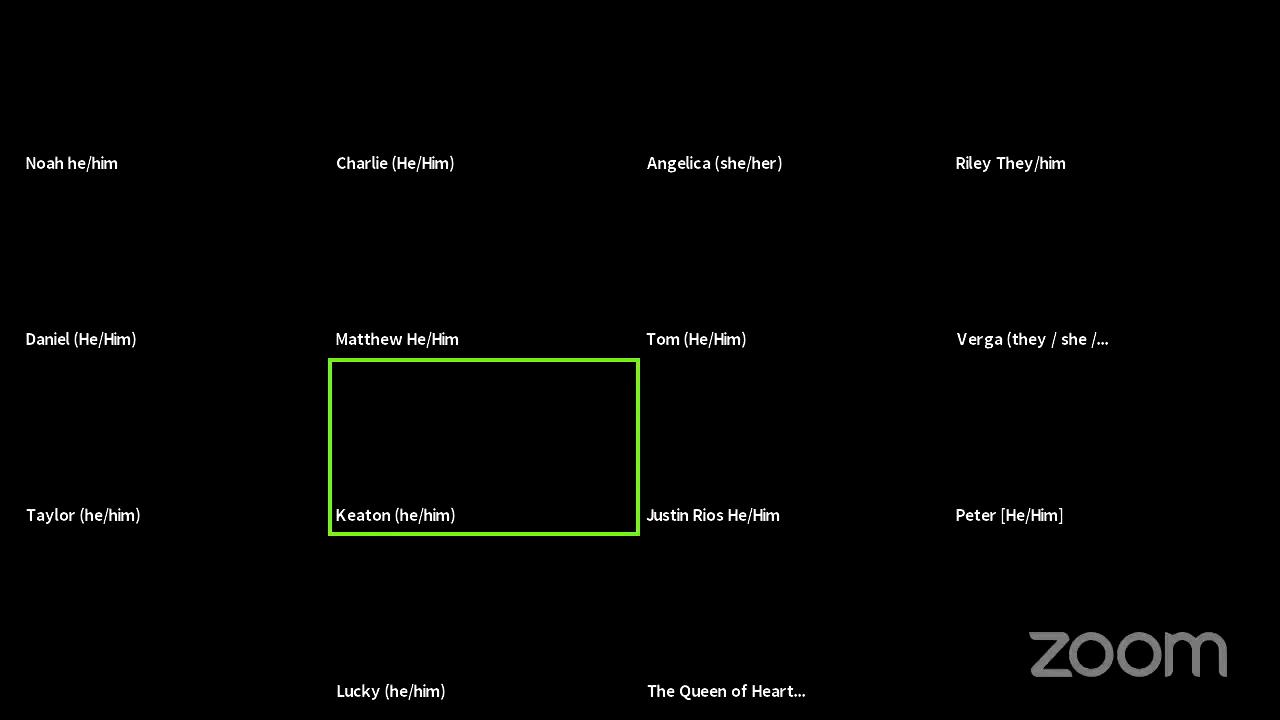 Noah he/him
Charlie (He/Him)
Angelica (she/her)
Riley They/him
Daniel (He/Him)
Matthew He/Him
Tom (He/Him)
Verga (they / she /...
Taylor (he/him)
Keaton (he/him)
Justin Rios He/Him
Peter [He/Him]
zoom
Lucky (he/him)
The Queen of Heart...